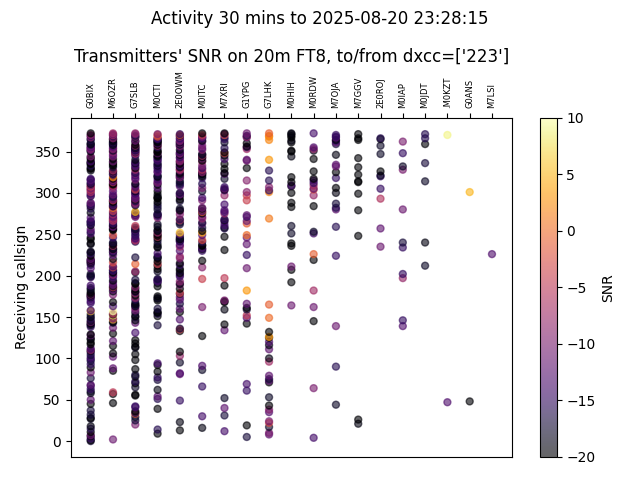 Activity 30 mins to 2025-08-20 23:28:15
Transmitters' SNR on 20m FT8, to/from dxcc=['223']
G0BIX
M6OZR
G7SLB
M0CTI
2E0OWM
M0ITC
M7XRI
G1YPG
G7LHK
M0HIH
M0RDW
M7OJA
M7GGV
2E0ROJ
M0IAP
M0JDT
M0KZT
G0ANS
M7LSI
Receiving callsign
350
300
250
200
150
100
50
0
10
5
0
−5
−10
−15
−20
SNR